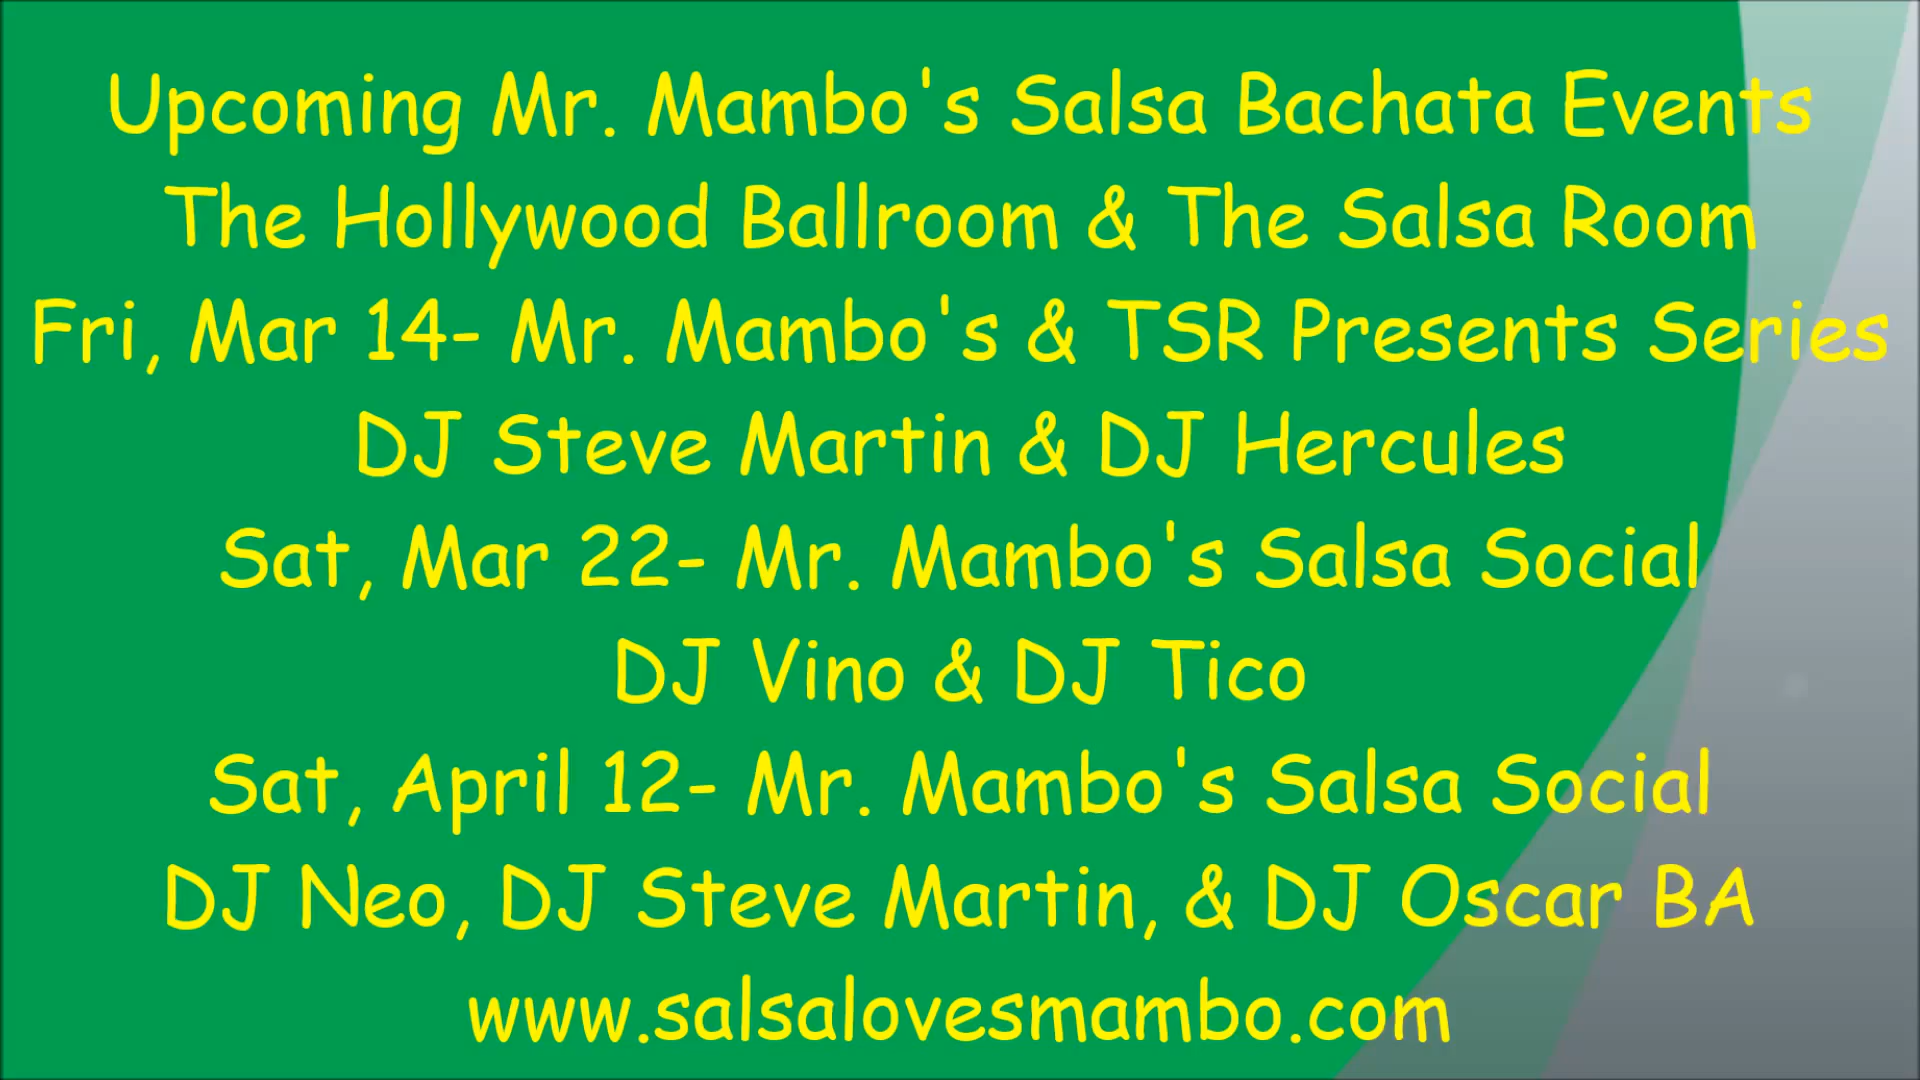 Upcoming Mr. Mambo's Salsa Bachata Events
The Hollywood Ballroom & The Salsa Room
Fri, Mar 14- Mr. Mambo's & TSR Presents Series
DJ Steve Martin & DJ Hercules
Sat, Mar 22- Mr. Mambo's Salsa Social
DJ Vino & DJ Tico
Sat, April 12- Mr. Mambo's Salsa Social
DJ Neo, DJ Steve Martin, & DJ Oscar BA
www.salsalovesmambo.com